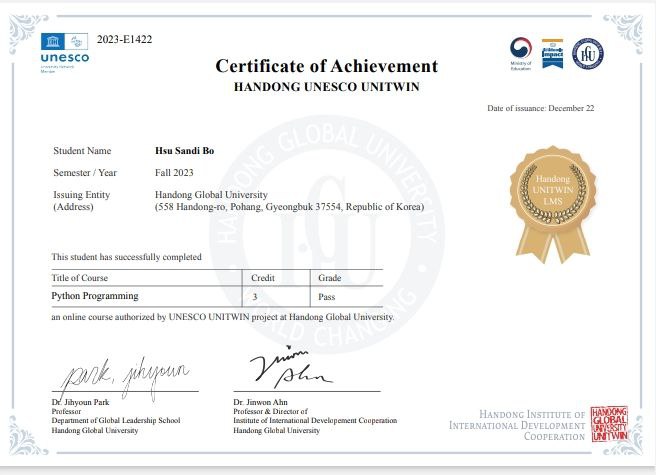 unesco
2023-E1422
Ministry of
Education
Certificate of Achievement
HANDONG UNESCO UNITWIN
Date of issuance: December 22
Student Name Hsu Sandi Bo
Semester / Year Fall 2023
Issuing Entity Handong Global University
(Address) (558 Handong-ro, Pohang, Gyeongbuk 37554, Republic of Korea)
Handong
UNITWIN
LMS
HANDONG GLOBAL UNIVERSITY
This student has successfully completed
Title of Course Credit Grade
Python Programming 3 Pass
an online course authorized by UNESCO UNITWIN project at Handong Global University.
park, jihyoun
Jinwon
Ahn
Dr. Jihyoun Park
Professor
Department of Global Leadership School
Handong Global University
Dr. Jinwon Ahn
Professor & Director of
Institute of International Development Cooperation
Handong Global University
HANDONG INSTITUTE OF
INTERNATIONAL DEVELOPMENT
COOPERATION
HANDONG
GLOBAL
UNIVERSITY
UNITWIN